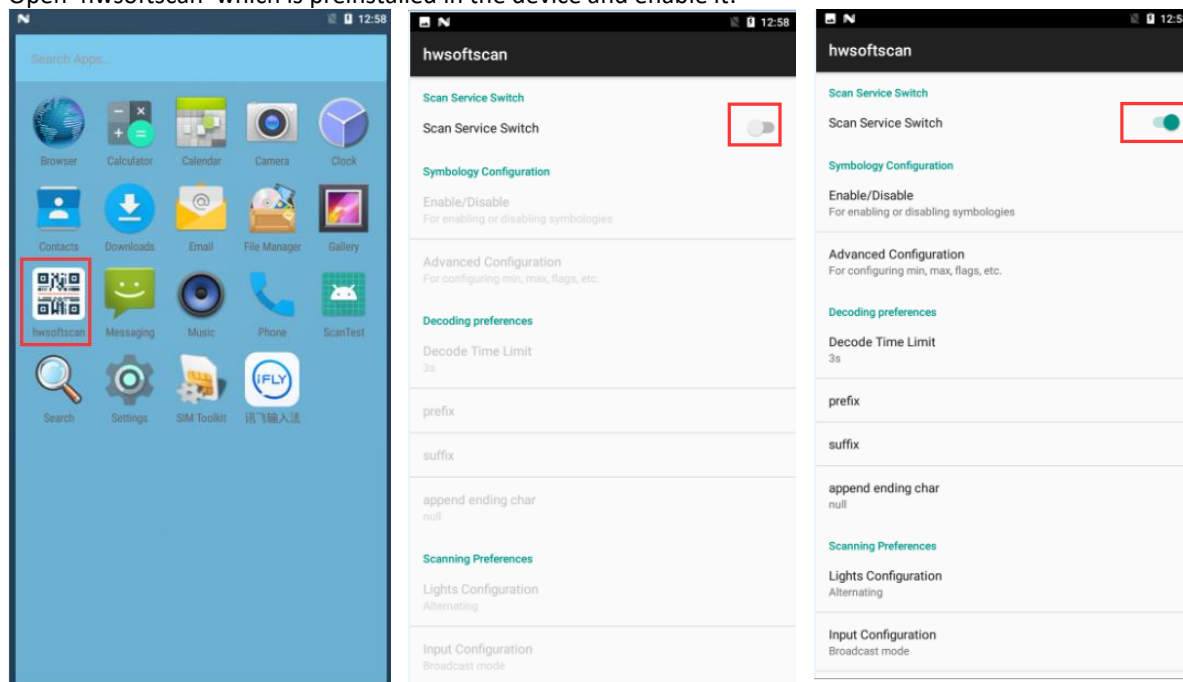 Open "hwsoftscan" which is preinstalled in the device and enable it.
12:58
Search Apps...
Browser Calculator Calendar Camera Clock
Contacts Downloads Email File Manager Gallery
hwsoftscan Messaging Music Phone ScanTest
Search Settings SIM Toolkit 讯飞输入法
iFLY
12:58
hwsoftscan
Scan Service Switch
Scan Service Switch
Symbology Configuration
Enable/Disable
For enabling or disabling symbologies
Advanced Configuration
For configuring min, max, flags, etc.
Decoding preferences
Decode Time Limit
3s
prefix
suffix
append ending char
null
Scanning Preferences
Lights Configuration
Alternating
Input Configuration
Broadcast mode
12:5
hwsoftscan
Scan Service Switch
Scan Service Switch
Symbology Configuration
Enable/Disable
For enabling or disabling symbologies
Advanced Configuration
For configuring min, max, flags, etc.
Decoding preferences
Decode Time Limit
3s
prefix
suffix
append ending char
null
Scanning Preferences
Lights Configuration
Alternating
Input Configuration
Broadcast mode